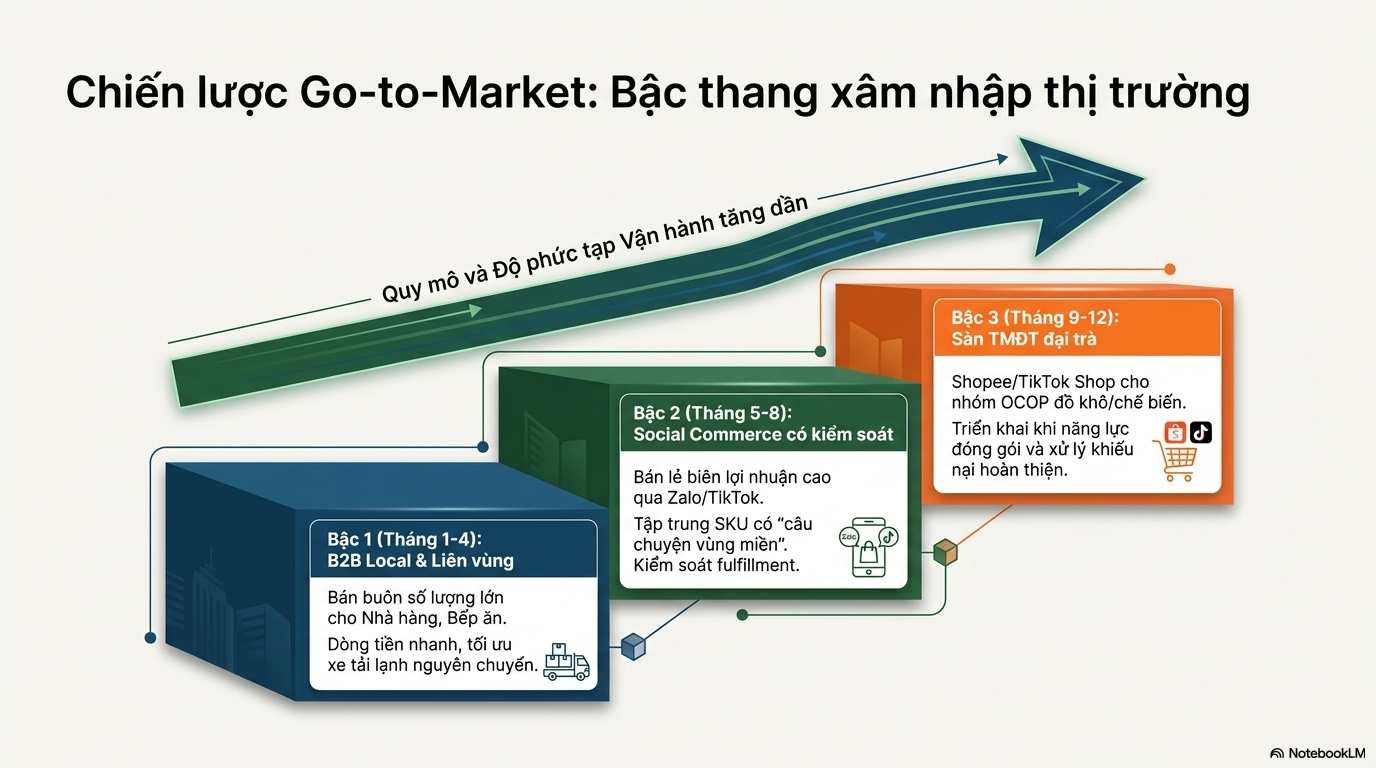 Chiến lược Go-to-Market: Bậc thang xâm nhập thị trường
Quy mô và Độ phức tạp Vận hành tăng dần
Bậc 1 (Tháng 1-4):
B2B Local & Liên vùng
Bán buôn số lượng lớn
cho Nhà hàng, Bếp ăn.
Dòng tiền nhanh, tối ưu
xe tải lạnh nguyên chuyến.
Bậc 2 (Tháng 5-8):
Social Commerce có kiểm soát
Bán lẻ biên lợi nhuận cao
qua Zalo/TikTok.
Tập trung SKU có “câu
chuyện vùng miền”.
Kiểm soát fulfillment.
Bậc 3 (Tháng 9-12):
Sàn TMĐT đại trà
Shopee/TikTok Shop cho
nhóm OCOP đồ khô/chế biến.
Triển khai khi năng lực
đóng gói và xử lý khiếu
nại hoàn thiện.
NotebookLM